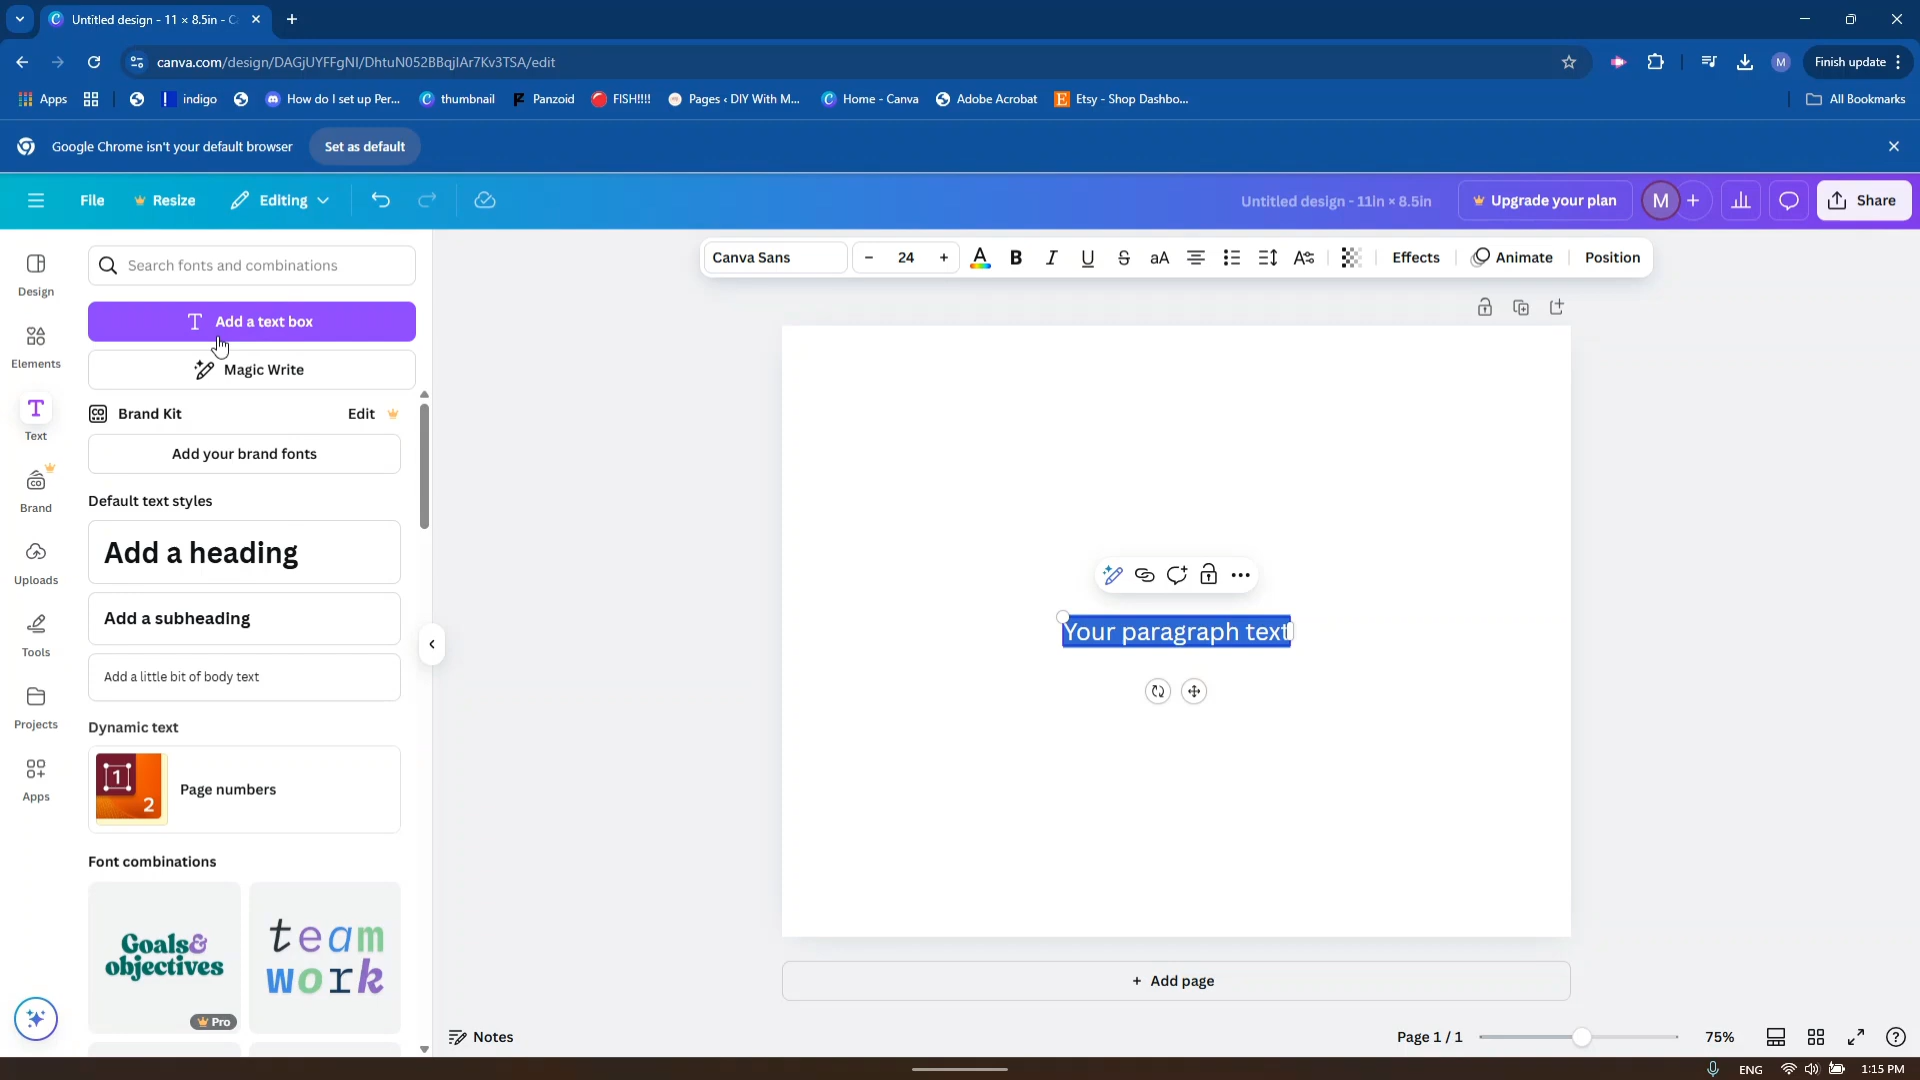 Untitled design - 11 × 8.5in - C
canva.com/design/DAGjUYFFgNI/DhtuN052BBqjlAr7Kv3TSA/edit
Finish update
Apps
indigo
How do I set up Per...
thumbnail
Panzoid
FISH!!!!
Pages ‹ DIY With M...
Home - Canva
Adobe Acrobat
Etsy - Shop Dashbo...
All Bookmarks
Google Chrome isn't your default browser
Set as default
File
Resize
Editing
Untitled design - 11in × 8.5in
Upgrade your plan
M
Share
Design
Elements
Text
Brand
Uploads
Tools
Projects
Apps
Search fonts and combinations
Add a text box
Magic Write
Brand Kit
Edit
Add your brand fonts
Default text styles
Add a heading
Add a subheading
Add a little bit of body text
Dynamic text
1
2
Page numbers
Font combinations
Goals&
objectives
Pro
team
work
Canva Sans
− 24 +
A B I U S aA
Effects
Animate
Position
Your paragraph text
+ Add page
Notes
Page 1 / 1
75%
ENG
1:15 PM